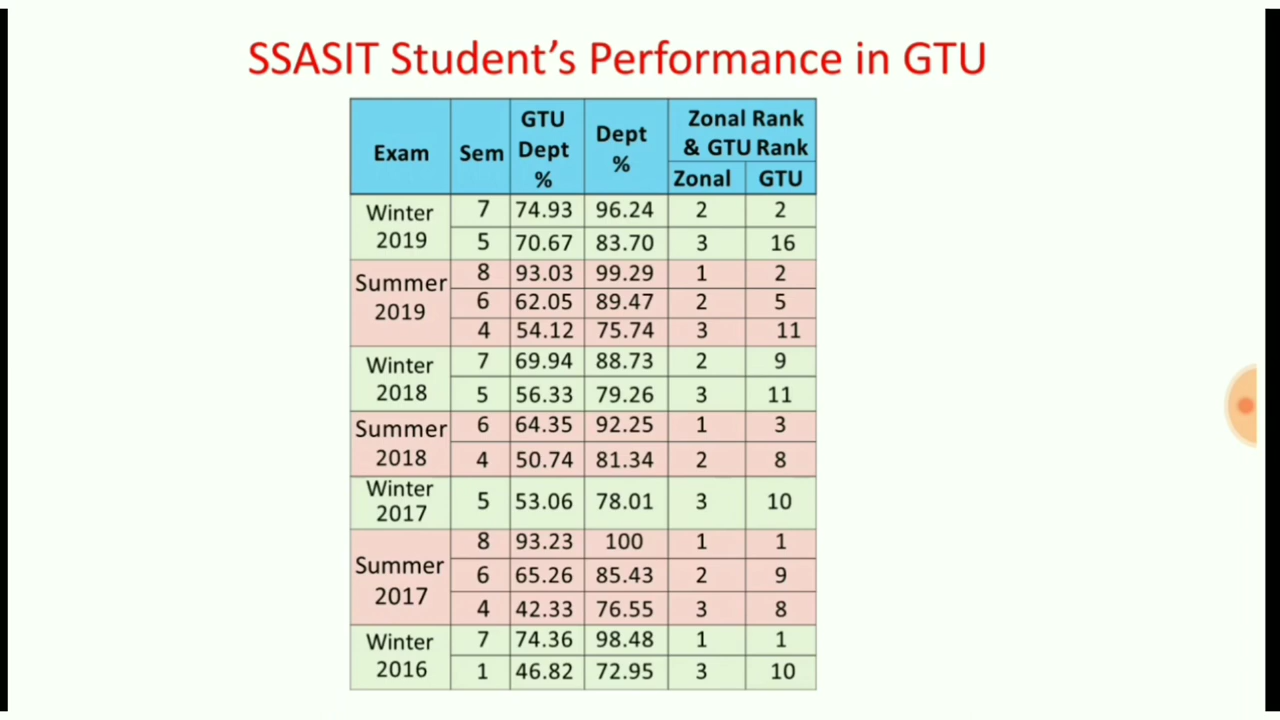 SSASIT Student's Performance in GTU
Exam Sem GTU Dept % Dept % Zonal Rank & GTU Rank
Zonal GTU
Winter 2019 7 74.93 96.24 2 2
5 70.67 83.70 3 16
Summer 2019 8 93.03 99.29 1 2
6 62.05 89.47 2 5
4 54.12 75.74 3 11
Winter 2018 7 69.94 88.73 2 9
5 56.33 79.26 3 11
Summer 2018 6 64.35 92.25 1 3
4 50.74 81.34 2 8
Winter 2017 5 53.06 78.01 3 10
Summer 2017 8 93.23 100 1 1
6 65.26 85.43 2 9
4 42.33 76.55 3 8
Winter 2016 7 74.36 98.48 1 1
1 46.82 72.95 3 10